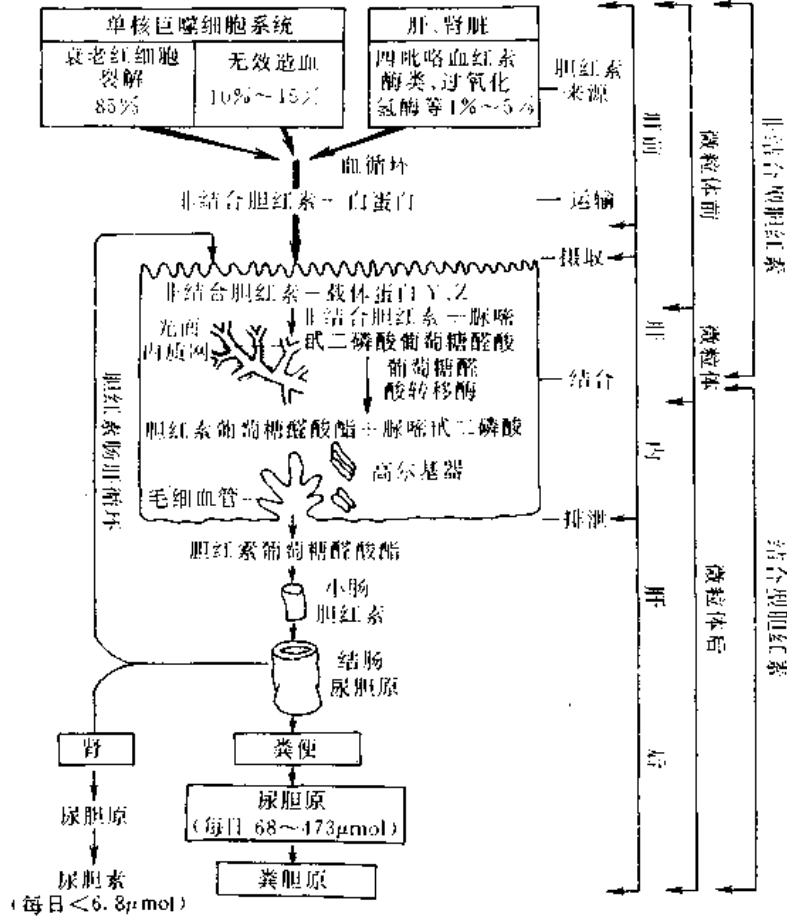 单核巨噬细胞系统
肝、肾脏
衰老红细胞
裂解
85%
无效造血
10%～15%
四吡咯血红素
酶类、过氧化
氢酶等1%～5%
胆红素
来源
血循环
非结合胆红素－白蛋白
运输
摄取
非结合胆红素－载体蛋白Y、Z
光面
内质网
非结合胆红素＋脲嘧
甙二磷酸葡萄糖醛酸
葡萄糖醛
酸转移酶
结合
胆红素葡萄糖醛酸酯＋脲嘧甙二磷酸
高尔基器
毛细血管
排泄
胆红素葡萄糖醛酸酯
小肠
胆红素
结肠
尿胆原
胆红素肠肝循环
肾
粪便
尿胆原
尿胆原
(每日 68～473μmol)
尿胆素
(每日＜6.8μmol)
粪胆原
肝前
肝内
肝后
微粒体前
微粒体
微粒体后
非结合型胆红素
结合型胆红素